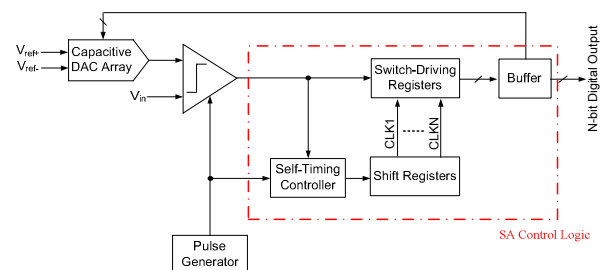 Vref+
Vref-
Capacitive
DAC Array
Vin
Switch-Driving
Registers
Buffer
N-bit Digital Output
CLK1
CLKN
Self-Timing
Controller
Shift Registers
SA Control Logic
Pulse
Generator